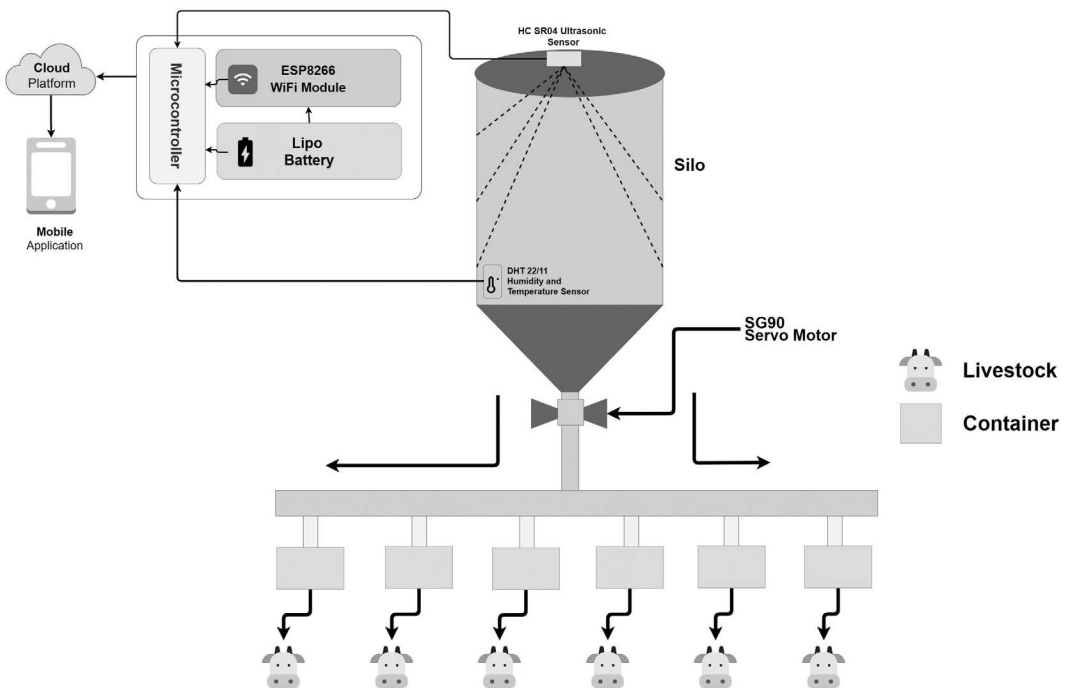 HC SR04 Ultrasonic
Sensor
Cloud
Platform
Microcontroller
ESP8266
WiFi Module
Lipo
Battery
Mobile
Application
Silo
DHT 22/11
Humidity and
Temperature Sensor
SG90
Servo Motor
Livestock
Container